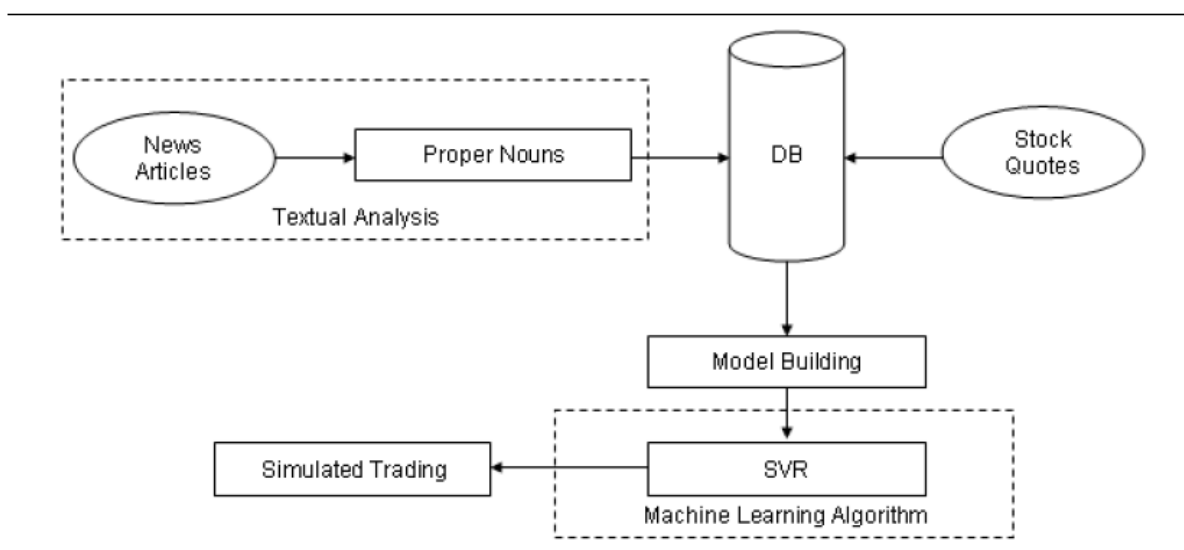 News
Articles
Proper Nouns
Textual Analysis
DB
Stock
Quotes
Model Building
Simulated Trading
SVR
Machine Learning Algorithm